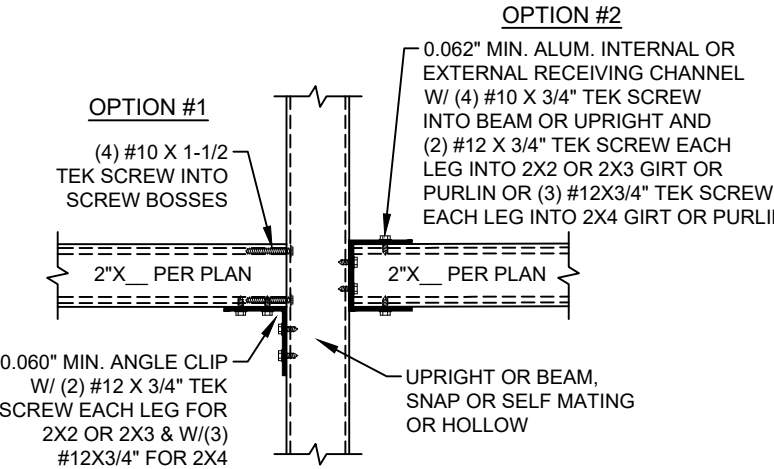 OPTION #2
0.062" MIN. ALUM. INTERNAL OR
EXTERNAL RECEIVING CHANNEL
W/ (4) #10 X 3/4" TEK SCREW
INTO BEAM OR UPRIGHT AND
(2) #12 X 3/4" TEK SCREW EACH
LEG INTO 2X2 OR 2X3 GIRT OR
PURLIN OR (3) #12X3/4" TEK SCREW
EACH LEG INTO 2X4 GIRT OR
OPTION #1
(4) #10 X 1-1/2
TEK SCREW INTO
SCREW BOSSES
2"X__ PER PLAN
2"X__ PER PLAN
0.060" MIN. ANGLE CLIP
W/ (2) #12 X 3/4" TEK
SCREW EACH LEG FOR
2X2 OR 2X3 & W/(3)
#12X3/4" FOR 2X4
UPRIGHT OR BEAM,
SNAP OR SELF MATING
OR HOLLOW